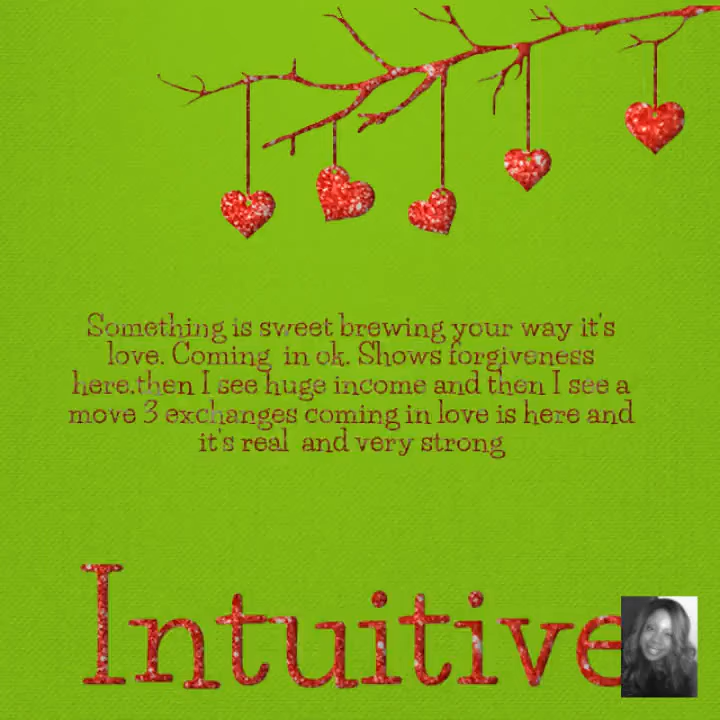 Something is sweet brewing your way it's
love. Coming in ok. Shows forgiveness
here.then I see huge income and then I see a
move 3 exchanges coming in love is here and
it's real and very strong
Intuitive